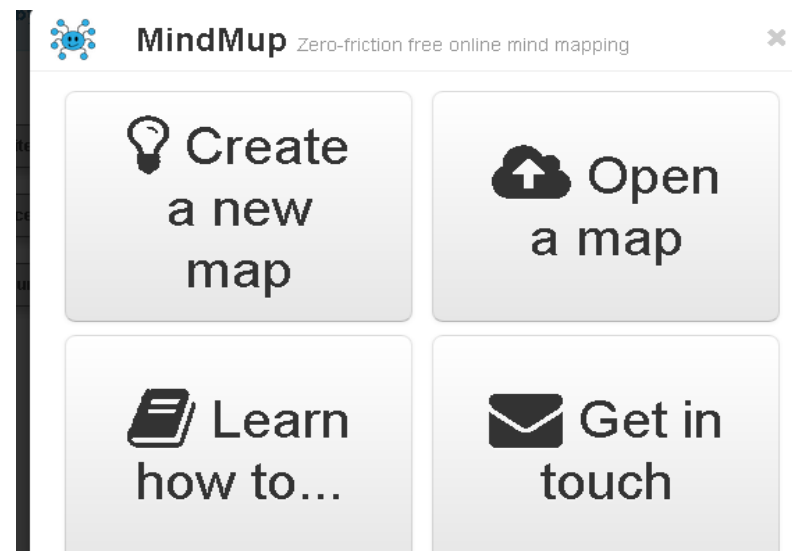 MindMup Zero-friction free online mind mapping
Create
a new
map
Open
a map
Learn
how to...
Get in
touch